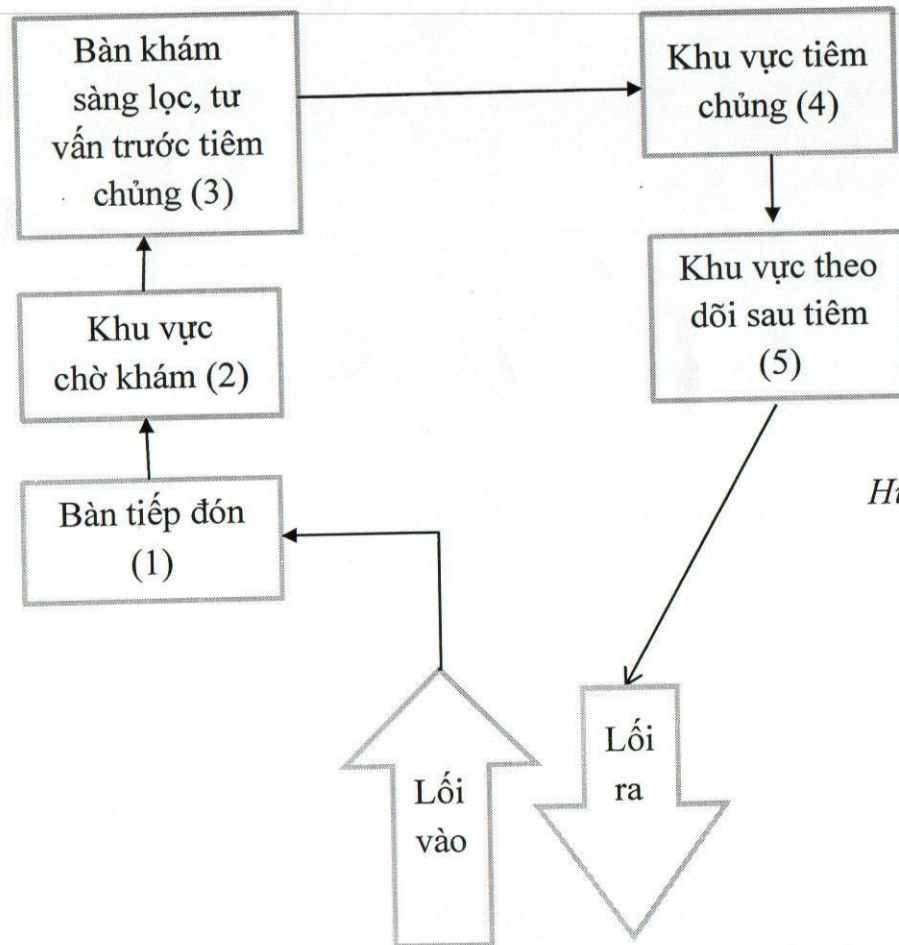 Bàn khám
sàng lọc, tư
vấn trước tiêm
chủng (3)
Khu vực tiêm
chủng (4)
Khu vực
chờ khám (2)
Khu vực theo
dõi sau tiêm
(5)
Bàn tiếp đón
(1)
Lối
vào
Lối
ra